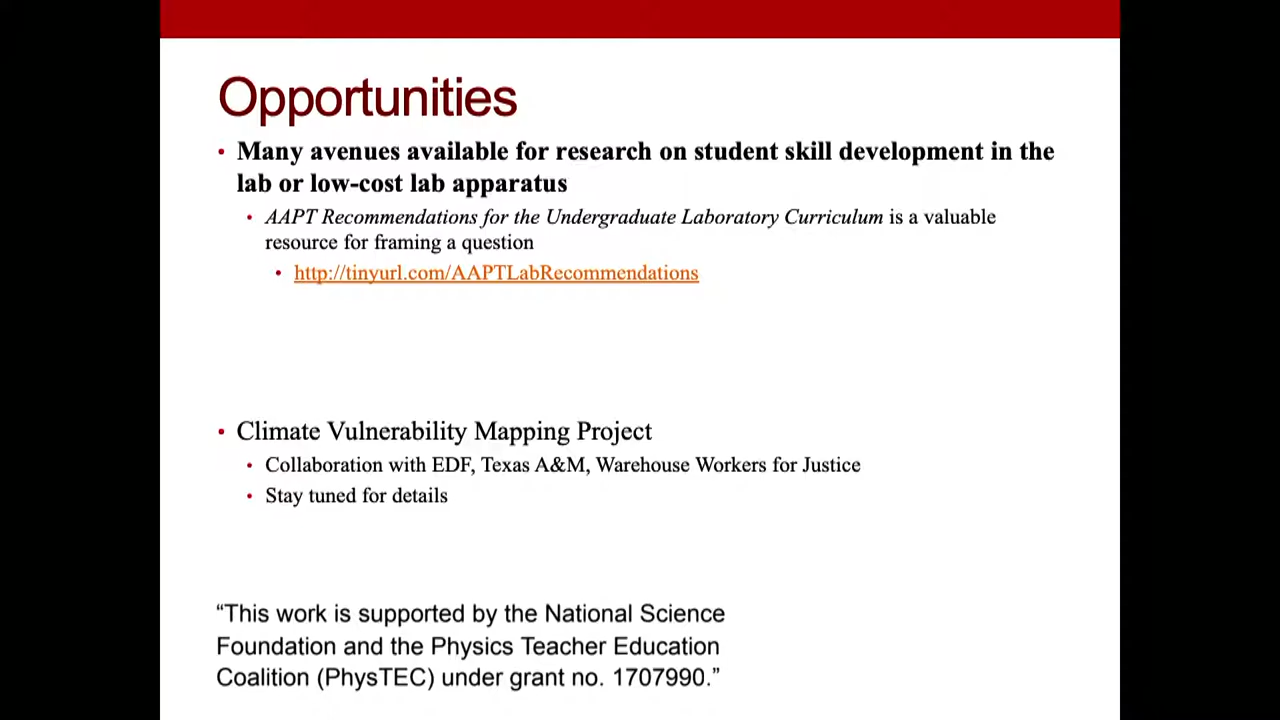 Opportunities
• Many avenues available for research on student skill development in the
lab or low-cost lab apparatus
• AAPT Recommendations for the Undergraduate Laboratory Curriculum is a valuable
resource for framing a question
• http://tinyurl.com/AAPTLabRecommendations
• Climate Vulnerability Mapping Project
• Collaboration with EDF, Texas A&M, Warehouse Workers for Justice
• Stay tuned for details
“This work is supported by the National Science
Foundation and the Physics Teacher Education
Coalition (PhysTEC) under grant no. 1707990.”